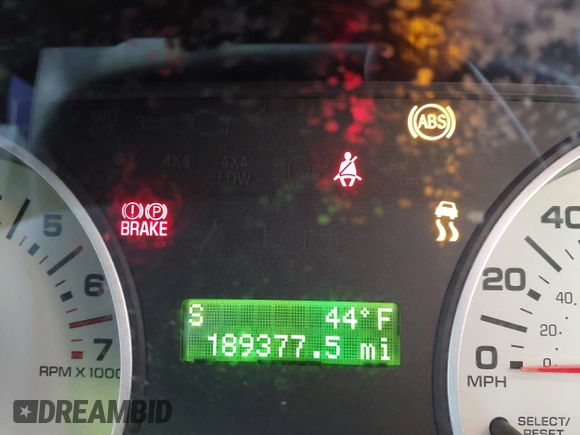 ABS
4X4
4X4
LOW
! P
BRAKE
5
6
7
RPM X 1000
S 44°F
189377.5 mi
40
20
0
MPH
40
20
0
SELECT/
RESET
DREAMBID